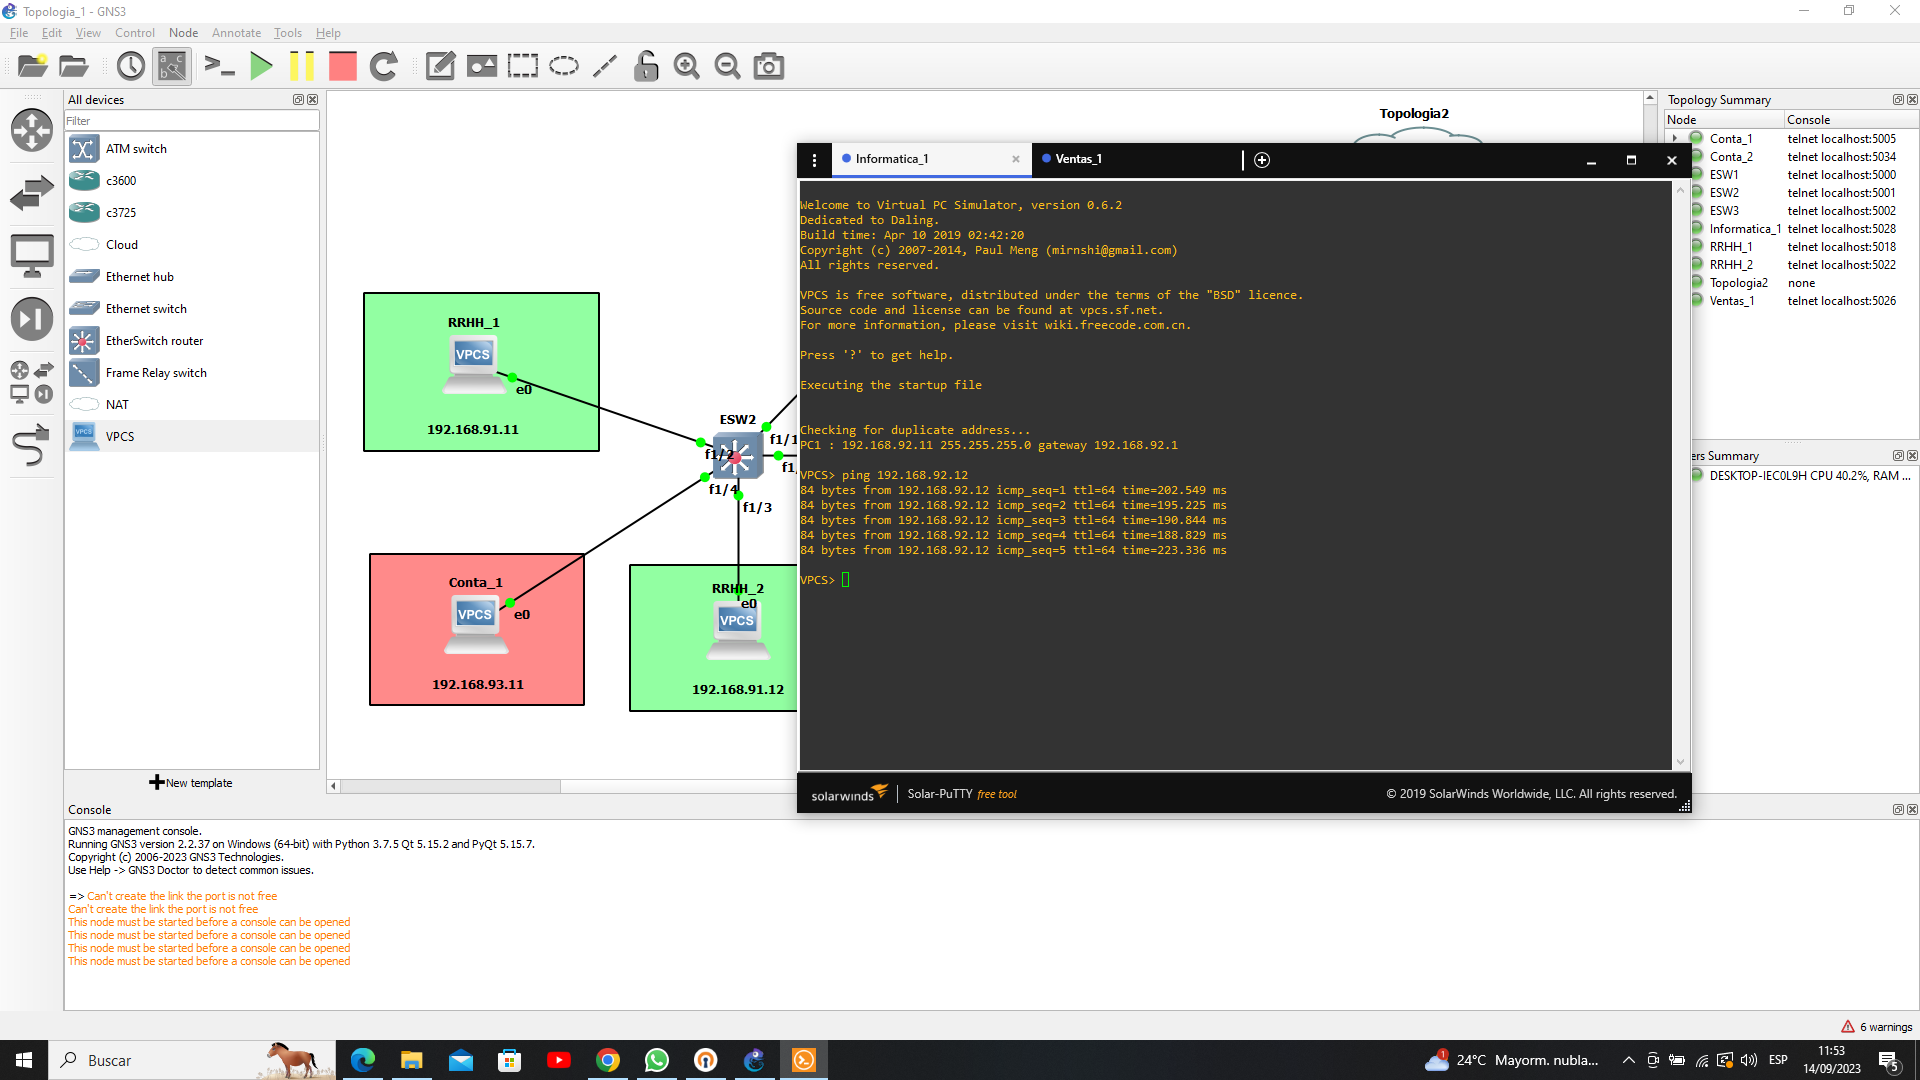 Topologia_1 - GNS3
File Edit View Control Node Annotate Tools Help
All devices
Filter
ATM switch
c3600
c3725
Cloud
Ethernet hub
Ethernet switch
EtherSwitch router
Frame Relay switch
NAT
VPCS
New template
Topologia2
RRHH_1
VPCS
e0
192.168.91.11
ESW2
f1/1
f1/2
f1/
f1/4
f1/3
Conta_1
VPCS
e0
192.168.93.11
RRHH_2
e0
VPCS
192.168.91.12
Informatica_1
Ventas_1
Welcome to Virtual PC Simulator, version 0.6.2
Dedicated to Daling.
Build time: Apr 10 2019 02:42:20
Copyright (c) 2007-2014, Paul Meng (mirnshi@gmail.com)
All rights reserved.
VPCS is free software, distributed under the terms of the "BSD" licence.
Source code and license can be found at vpcs.sf.net.
For more information, please visit wiki.freecode.com.cn.
Press '?' to get help.
Executing the startup file
Checking for duplicate address...
PC1 : 192.168.92.11 255.255.255.0 gateway 192.168.92.1
VPCS> ping 192.168.92.12
84 bytes from 192.168.92.12 icmp_seq=1 ttl=64 time=202.549 ms
84 bytes from 192.168.92.12 icmp_seq=2 ttl=64 time=195.225 ms
84 bytes from 192.168.92.12 icmp_seq=3 ttl=64 time=190.844 ms
84 bytes from 192.168.92.12 icmp_seq=4 ttl=64 time=188.829 ms
84 bytes from 192.168.92.12 icmp_seq=5 ttl=64 time=223.336 ms
VPCS>
solarwinds Solar-PuTTY free tool © 2019 SolarWinds Worldwide, LLC. All rights reserved.
Topology Summary
Node Console
Conta_1 telnet localhost:5005
Conta_2 telnet localhost:5034
ESW1 telnet localhost:5000
ESW2 telnet localhost:5001
ESW3 telnet localhost:5002
Informatica_1 telnet localhost:5028
RRHH_1 telnet localhost:5018
RRHH_2 telnet localhost:5022
Topologia2 none
Ventas_1 telnet localhost:5026
ers Summary
DESKTOP-IEC0L9H CPU 40.2%, RAM ...
Console
GNS3 management console.
Running GNS3 version 2.2.37 on Windows (64-bit) with Python 3.7.5 Qt 5.15.2 and PyQt 5.15.7.
Copyright (c) 2006-2023 GNS3 Technologies.
Use Help -> GNS3 Doctor to detect common issues.
=> Can't create the link the port is not free
Can't create the link the port is not free
This node must be started before a console can be opened
This node must be started before a console can be opened
This node must be started before a console can be opened
This node must be started before a console can be opened
6 warnings
Buscar
1
24°C Mayorm. nubla...
ESP
11:53
14/09/2023
5